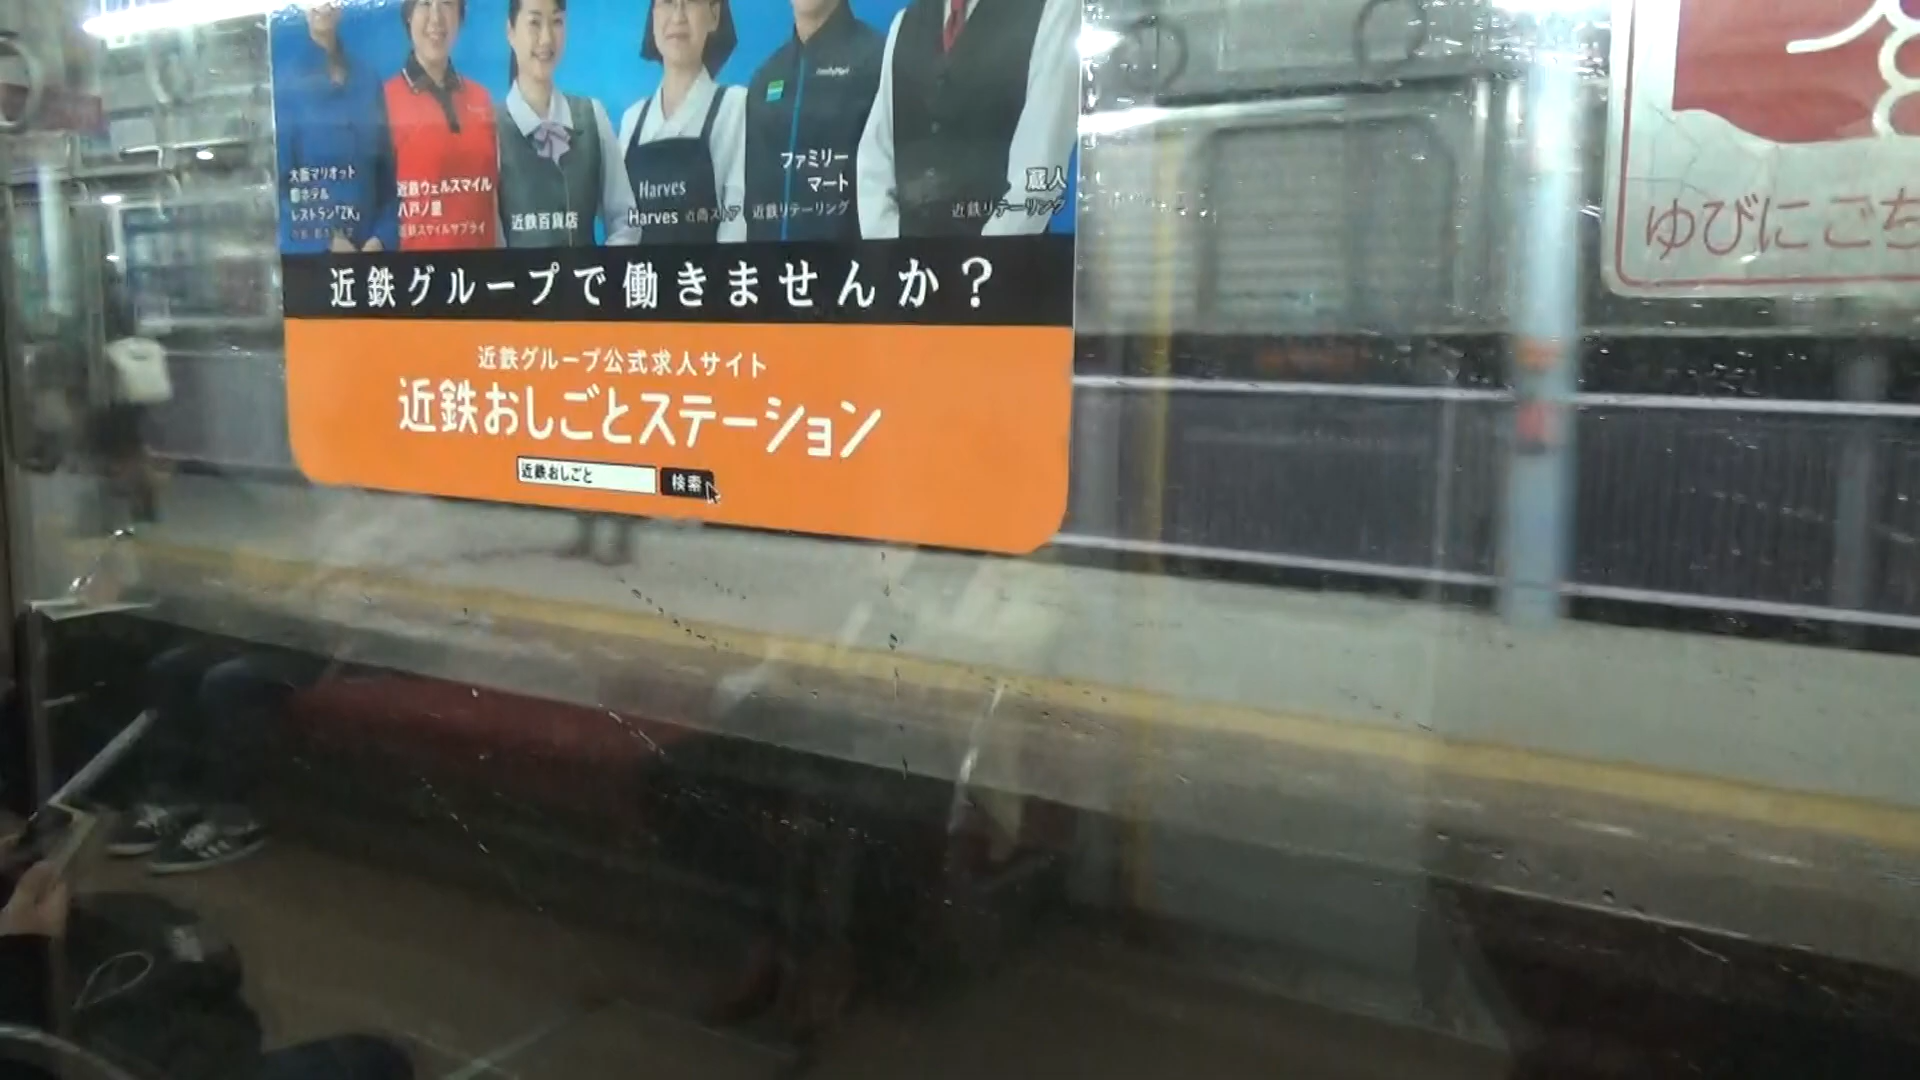 FamilyMart
大阪マリオット
都ホテル
レストラン「ZK」
近鉄ウェルスマイル
八戸ノ里
近鉄スマイルサプライ
近鉄百貨店
Harves
Harves 近商ストア
ファミリー
マート
近鉄リテーリング
蔵人
近鉄リテーリング
近鉄グループで働きませんか？
近鉄グループ公式求人サイト
近鉄おしごとステーション
近鉄おしごと 検索
ゆびにごち